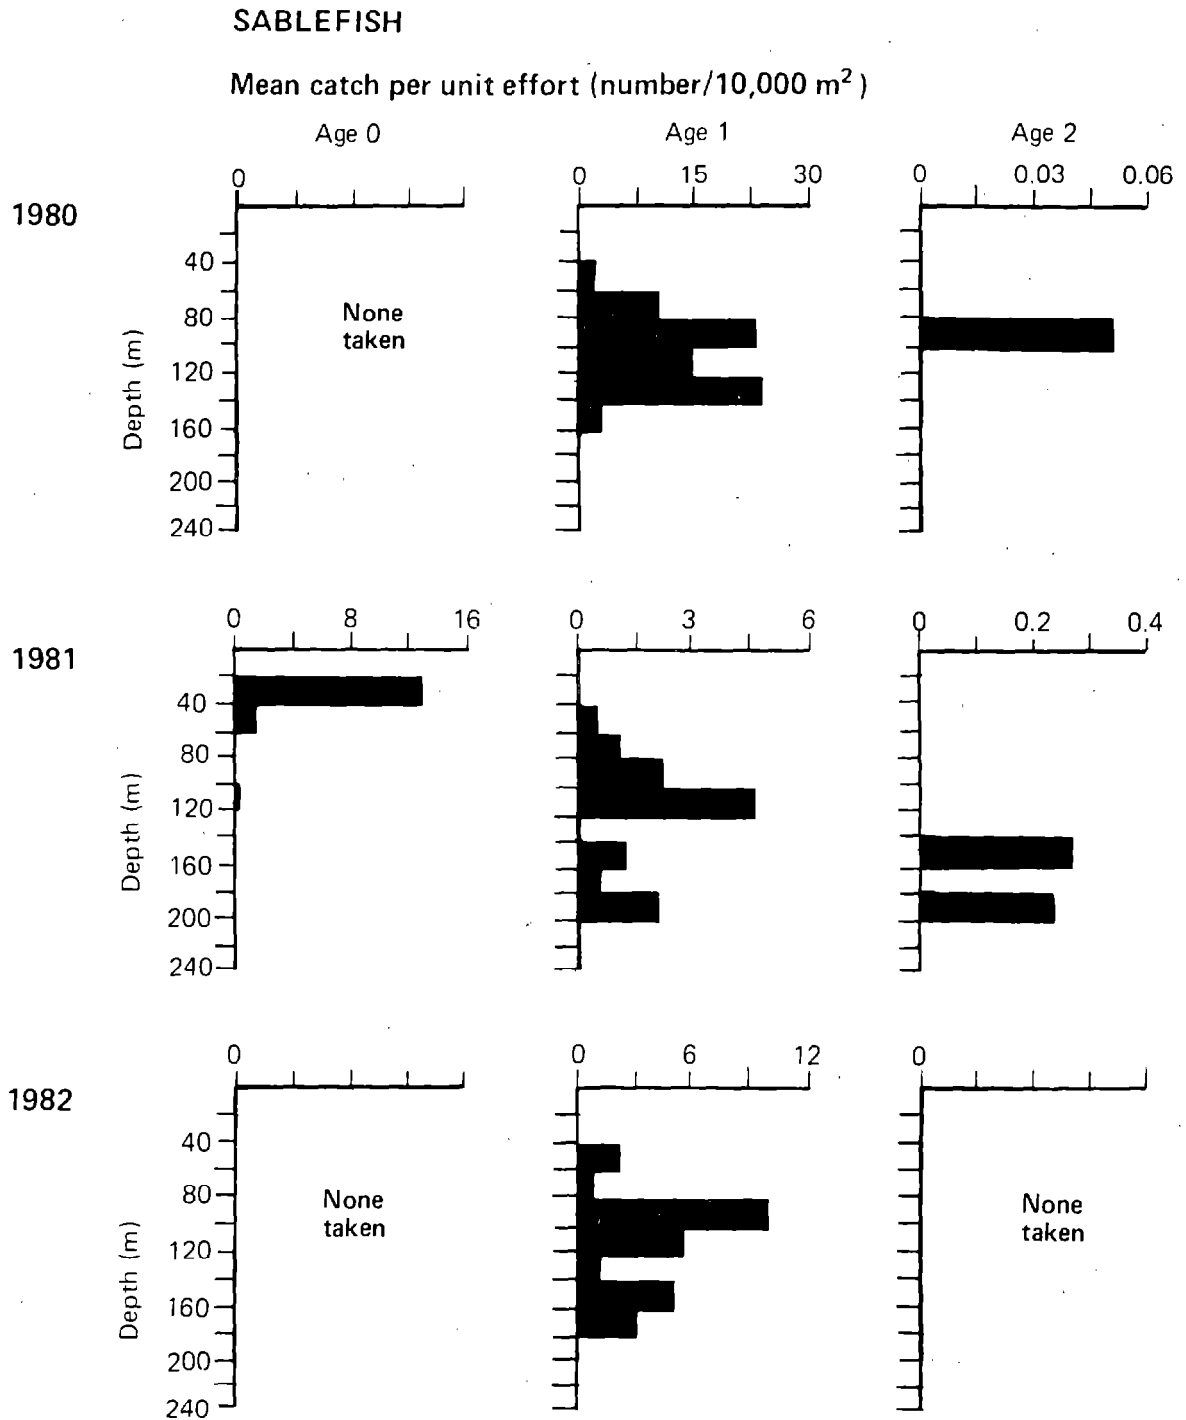 SABLEFISH
Mean catch per unit effort (number/10,000 m²)
Age 0 Age 1 Age 2
1980
0 0 15 30 0 0.03 0.06
Depth (m)
40
80
120
160
200
240
None
taken
1981
0 8 16 0 3 6 0 0.2 0.4
Depth (m)
40
80
120
160
200
240
1982
0 0 6 12 0
Depth (m)
40
80
120
160
200
240
None
taken
None
taken